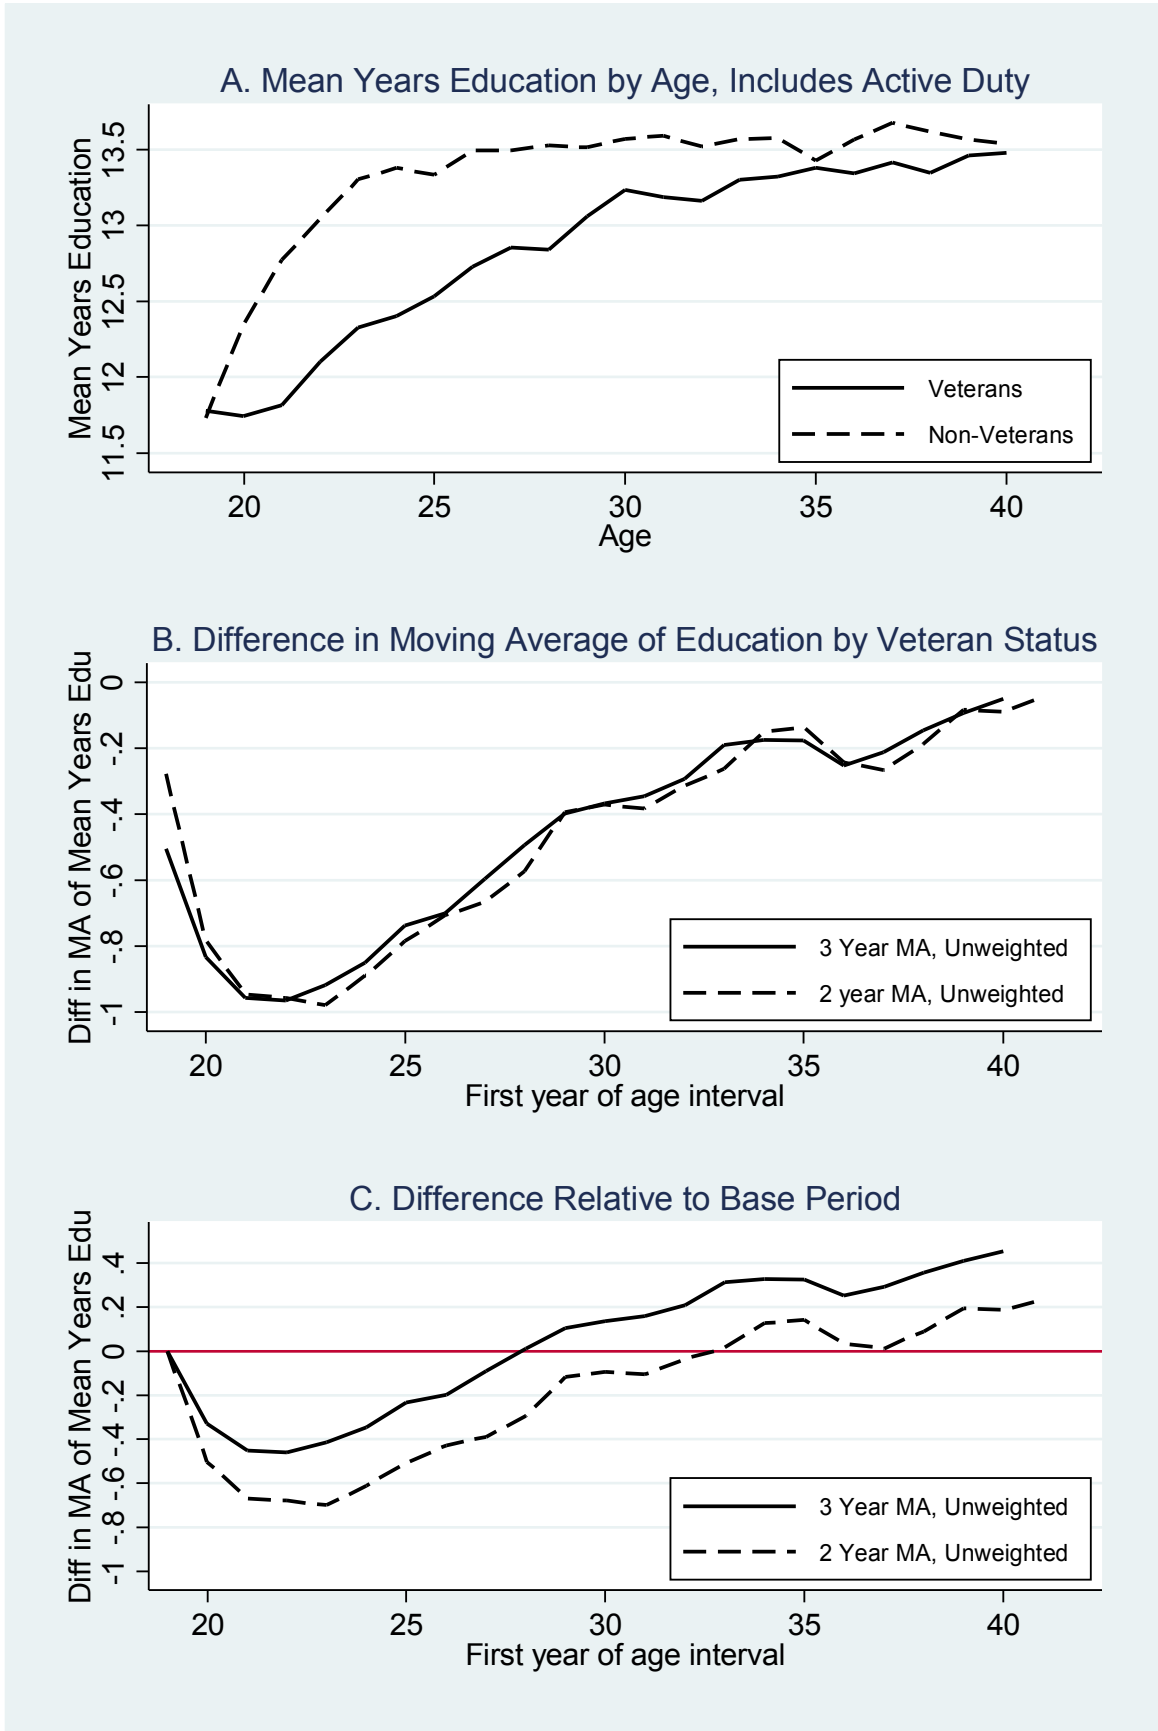 A. Mean Years Education by Age, Includes Active Duty
Mean Years Education
13.5
13
12.5
12
11.5
Veterans
Non-Veterans
20 25 30 35 40
Age
B. Difference in Moving Average of Education by Veteran Status
Diff in MA of Mean Years Edu
0
-.2
-.4
-.6
-.8
-1
3 Year MA, Unweighted
2 year MA, Unweighted
20 25 30 35 40
First year of age interval
C. Difference Relative to Base Period
Diff in MA of Mean Years Edu
.4
.2
0
-.2
-.4
-.6
-.8
-1
3 Year MA, Unweighted
2 Year MA, Unweighted
20 25 30 35 40
First year of age interval